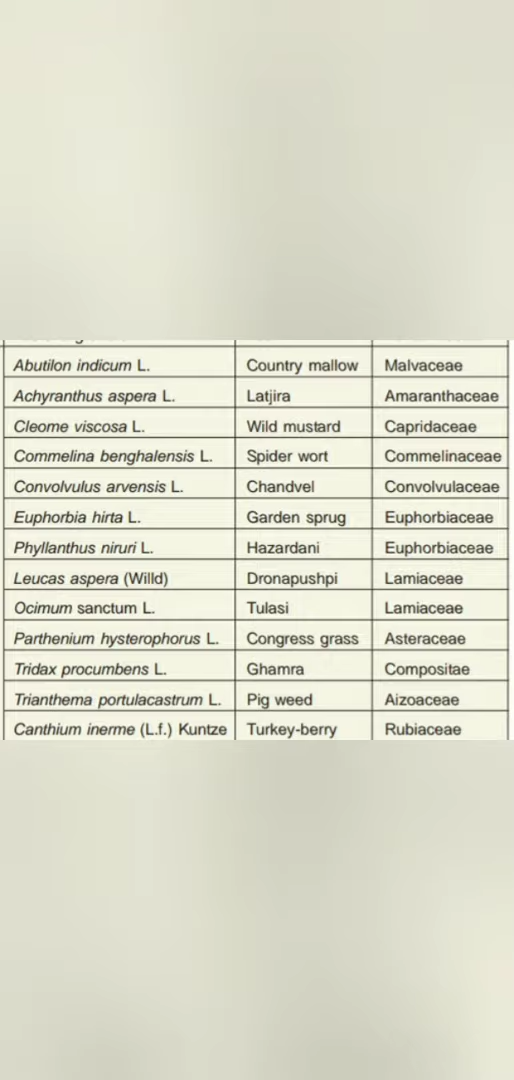 Abutilon indicum L. Country mallow Malvaceae
Achyranthus aspera L. Latjira Amaranthaceae
Cleome viscosa L. Wild mustard Capridaceae
Commelina benghalensis L. Spider wort Commelinaceae
Convolvulus arvensis L. Chandvel Convolvulaceae
Euphorbia hirta L. Garden sprug Euphorbiaceae
Phyllanthus niruri L. Hazardani Euphorbiaceae
Leucas aspera (Willd) Dronapushpi Lamiaceae
Ocimum sanctum L. Tulasi Lamiaceae
Parthenium hysterophorus L. Congress grass Asteraceae
Tridax procumbens L. Ghamra Compositae
Trianthema portulacastrum L. Pig weed Aizoaceae
Canthium inerme (L.f.) Kuntze Turkey-berry Rubiaceae